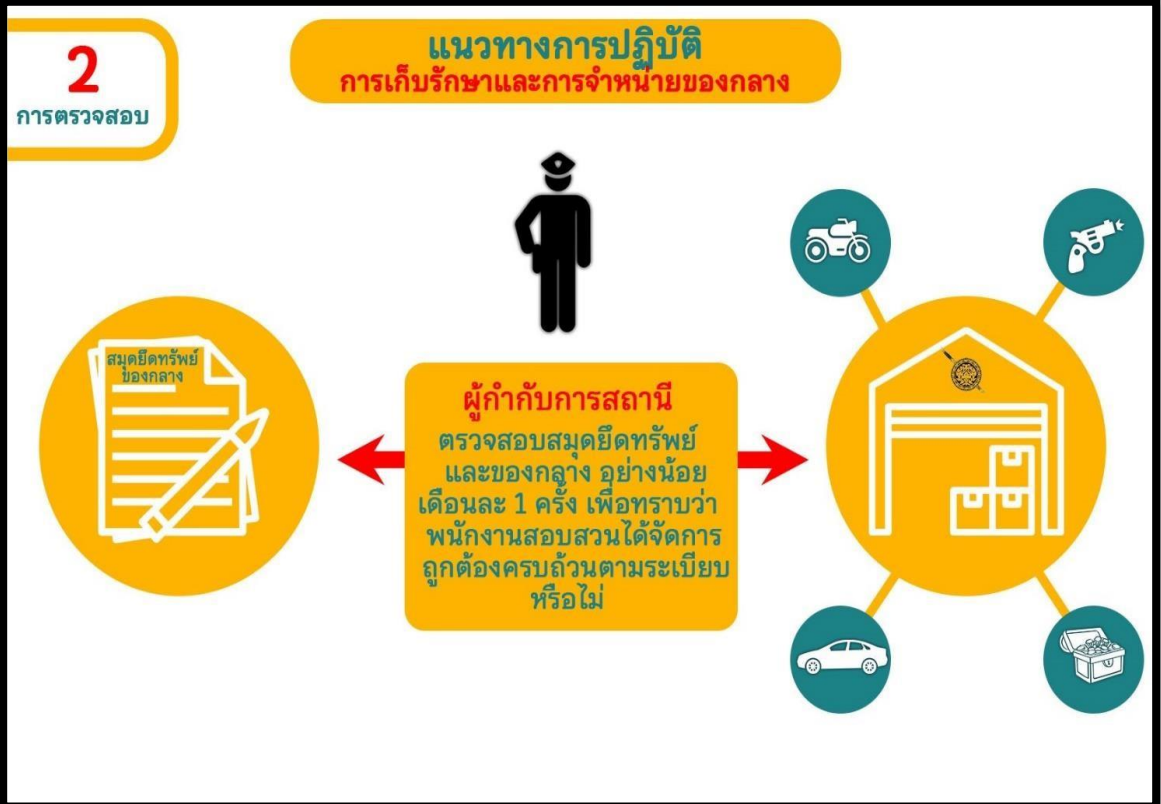 2
การตรวจสอบ
แนวทางการปฏิบัติ
การเก็บรักษาและการจำหน่ายของกลาง
สมุดยึดทรัพย์
ของกลาง
ผู้กำกับการสถานี
ตรวจสอบสมุดยึดทรัพย์
และของกลาง อย่างน้อย
เดือนละ 1 ครั้ง เพื่อทราบว่า
พนักงานสอบสวนได้จัดการ
ถูกต้องครบถ้วนตามระเบียบ
หรือไม่